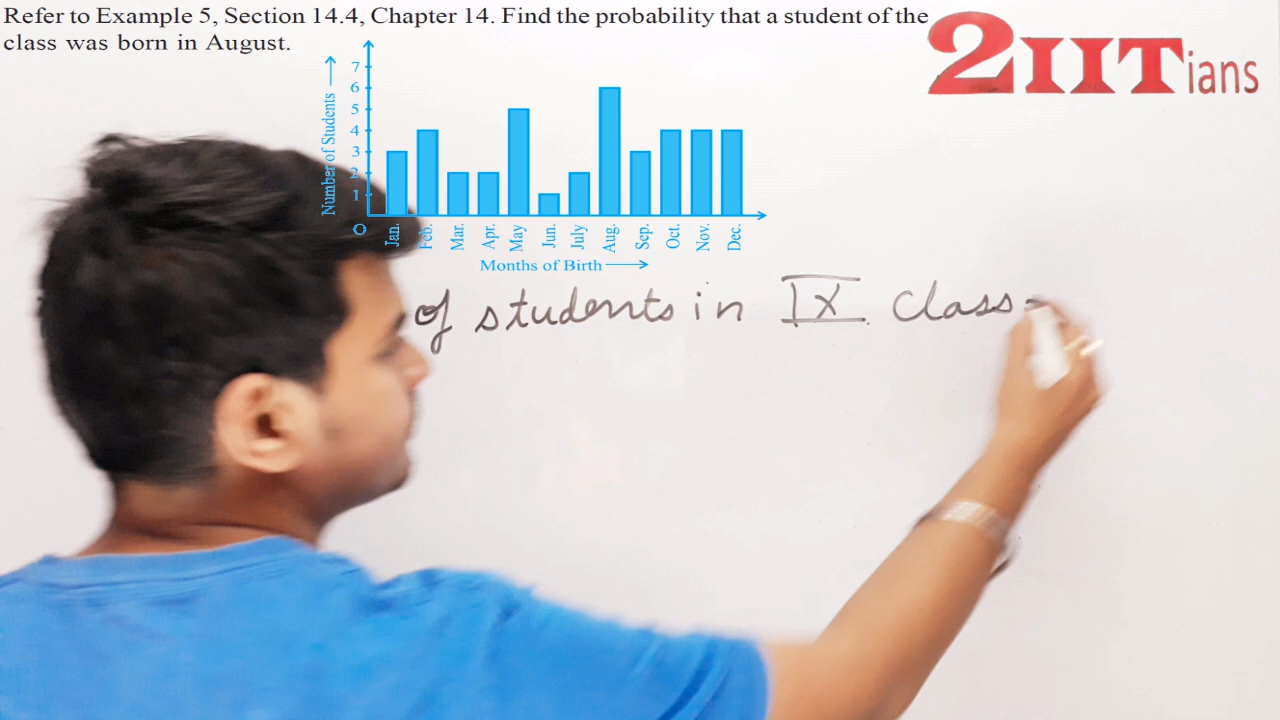 Refer to Example 5, Section 14.4, Chapter 14. Find the probability that a student of the
class was born in August.
2IITians
Number of Students
7
6
5
4
3
2
1
O
Jan. Feb. Mar. Apr. May Jun. July Aug. Sep. Oct. Nov. Dec.
Months of Birth
of students in IX class